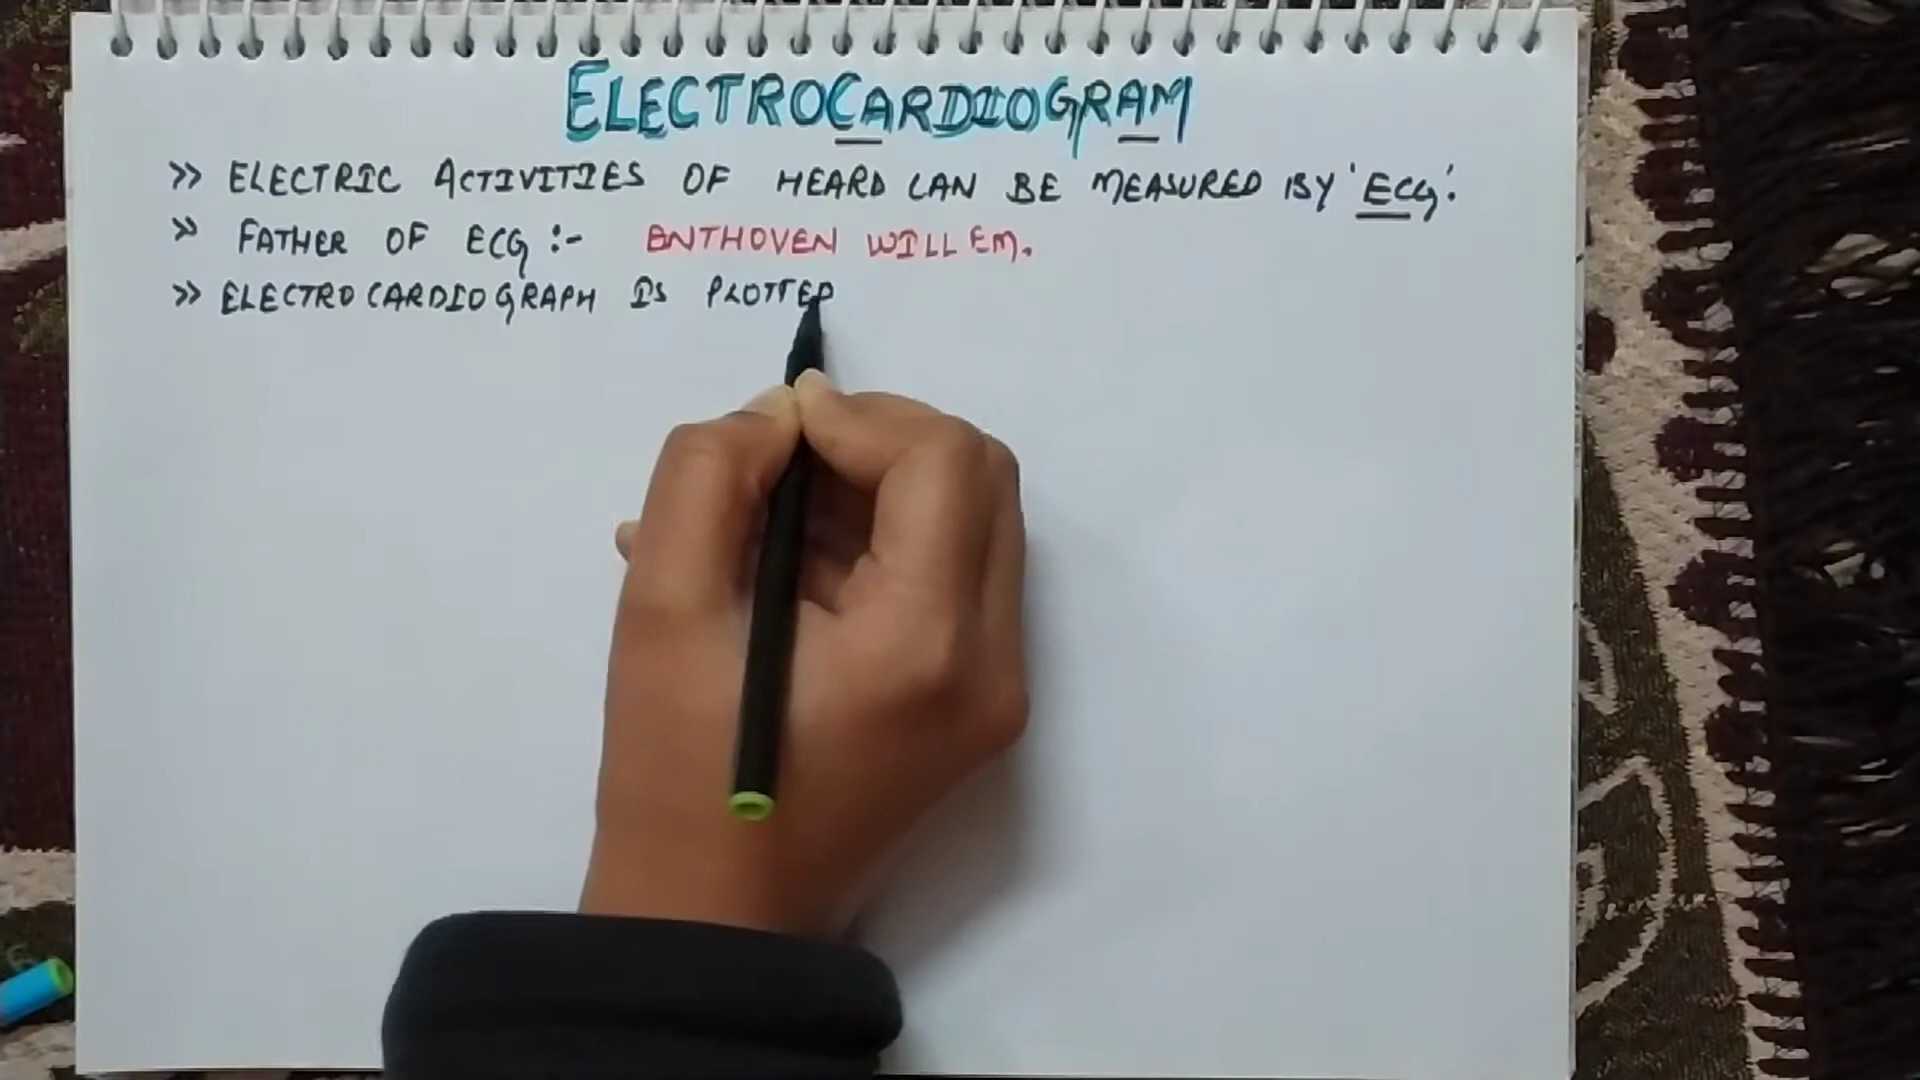 ELECTROCARDIOGRAM
» ELECTRIC ACTIVITIES OF HEARD CAN BE MEASURED BY 'ECG'.
» FATHER OF ECG :- ENTHOVEN WILLEM.
» ELECTROCARDIOGRAPH IS PLOTTED